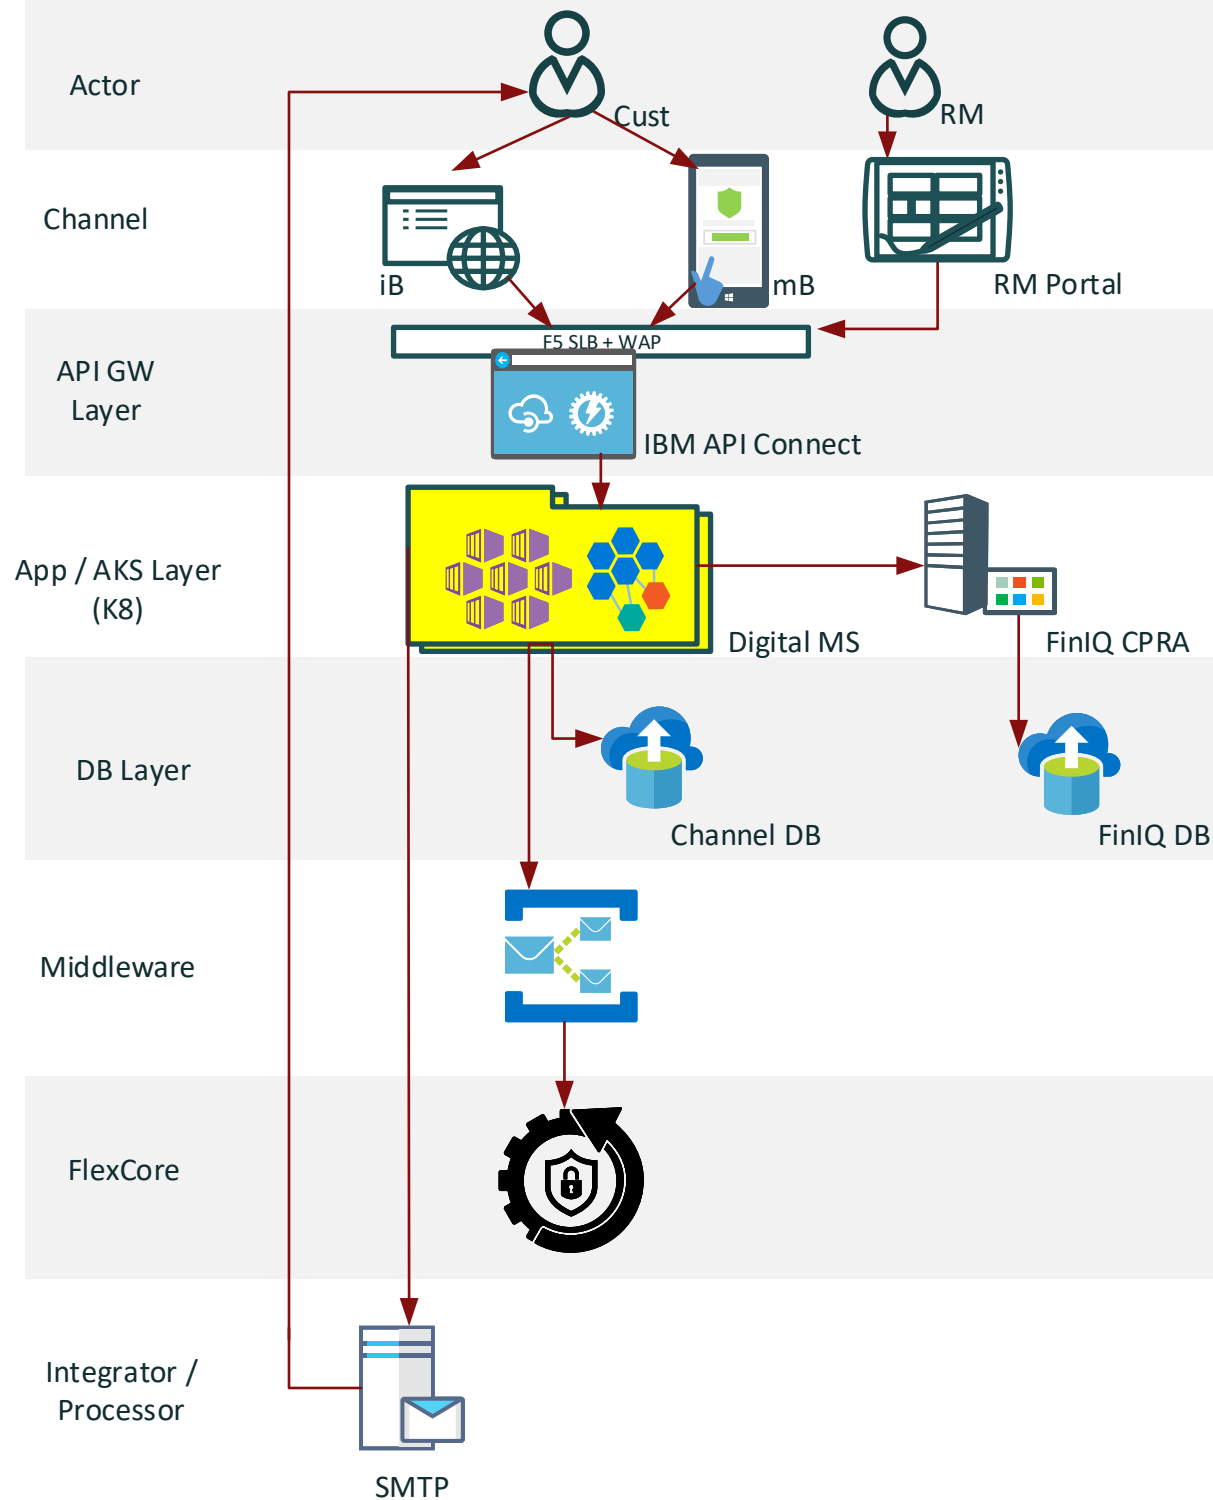 Actor
Cust
RM
Channel
iB
mB
RM Portal
API GW
Layer
F5 SLB + WAP
IBM API Connect
App / AKS Layer
(K8)
Digital MS
FinIQ CPRA
DB Layer
Channel DB
FinIQ DB
Middleware
FlexCore
Integrator /
Processor
SMTP